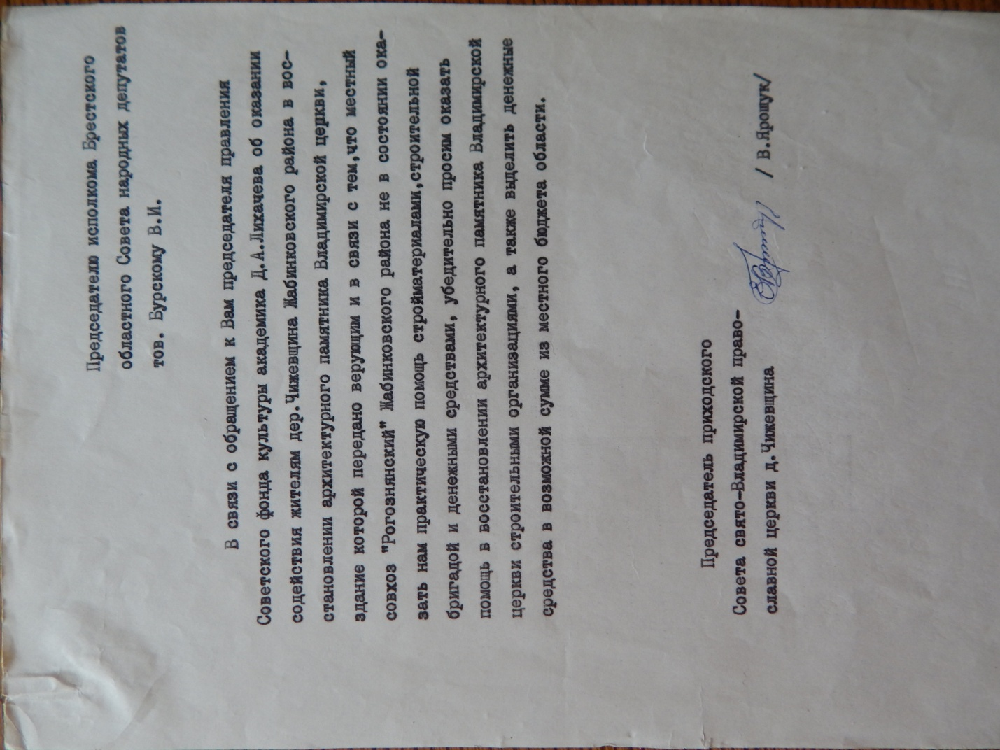 Председателю исполкома Брестского
областного Совета народных депутатов
тов. Бурскому В.И.
В связи с обращением к Вам председателя правления
Советского фонда культуры академика Д.А.Лихачева об оказании
содействия жителям дер.Чижевщина Жабинковского района в вос-
становлении архитектурного памятника Владимирской церкви,
здание которой передано верующим и в связи с тем,что местный
совхоз "Рогознянский" Жабинковского района не в состоянии ока-
зать нам практическую помощь стройматериалами,строительной
бригадой и денежными средствами, убедительно просим оказать
помощь в восстановлении архитектурного памятника Владимирской
церкви строительными организациями, а также выделить денежные
средства в возможной сумме из местного бюджета области.
Председатель приходского
Совета свято-Владимирской право-
славной церкви д.Чижевщина / В.Ярощук/